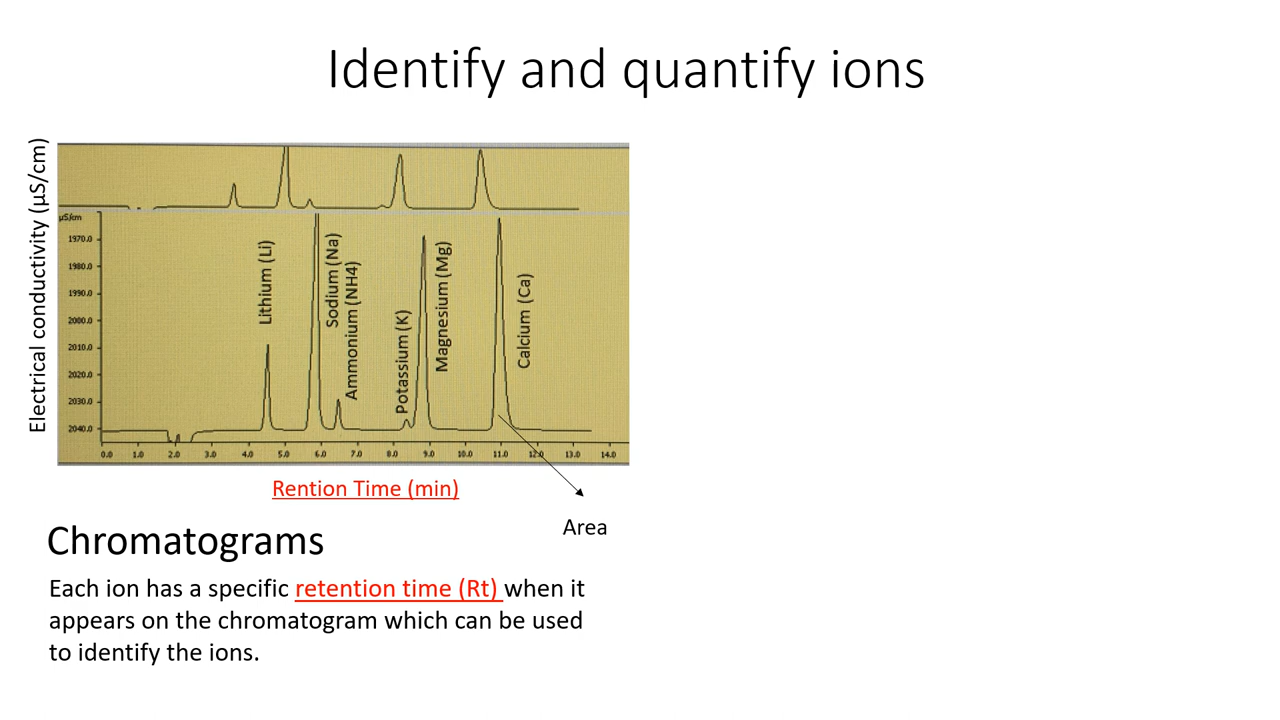 Identify and quantify ions
Electrical conductivity (µS/cm)
µS/cm
1970.0
1980.0
1990.0
2000.0
2010.0
2020.0
2030.0
2040.0
Lithium (Li)
Sodium (Na)
Ammonium (NH4)
Potassium (K)
Magnesium (Mg)
Calcium (Ca)
0.0 1.0 2.0 3.0 4.0 5.0 6.0 7.0 8.0 9.0 10.0 11.0 12.0 13.0 14.0
Rention Time (min)
Area
Chromatograms
Each ion has a specific retention time (Rt) when it
appears on the chromatogram which can be used
to identify the ions.